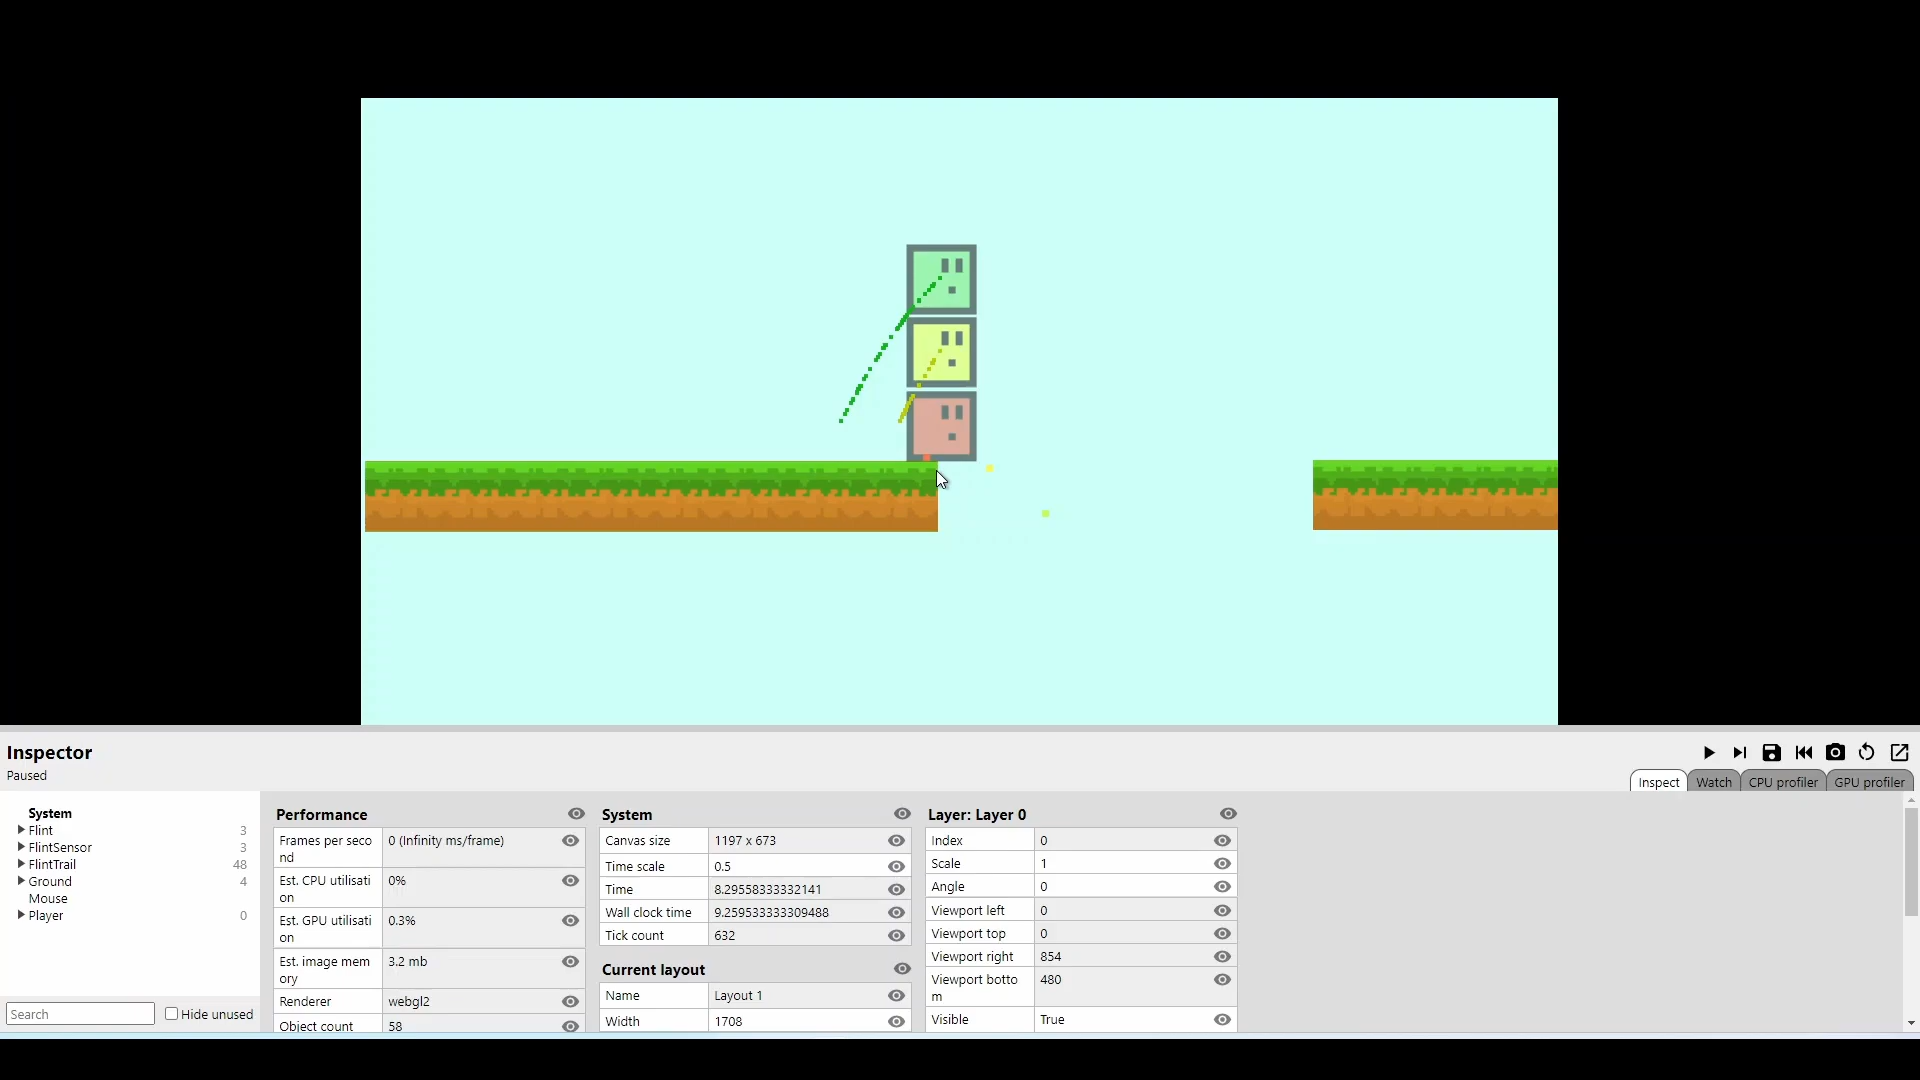 Inspector
Paused
Inspect
Watch
CPU profiler
GPU profiler
System
Flint 3
FlintSensor 3
FlintTrail 48
Ground 4
Mouse
Player 0
Search
Hide unused
Performance
Frames per seco
nd
0 (Infinity ms/frame)
Est. CPU utilisati
on
0%
Est. GPU utilisati
on
0.3%
Est. image mem
ory
3.2 mb
Renderer webgl2
Object count 58
System
Canvas size 1197 x 673
Time scale 0.5
Time 8.29558333332141
Wall clock time 9.259533333309488
Tick count 632
Current layout
Name Layout 1
Width 1708
Layer: Layer 0
Index 0
Scale 1
Angle 0
Viewport left 0
Viewport top 0
Viewport right 854
Viewport botto
m
480
Visible True